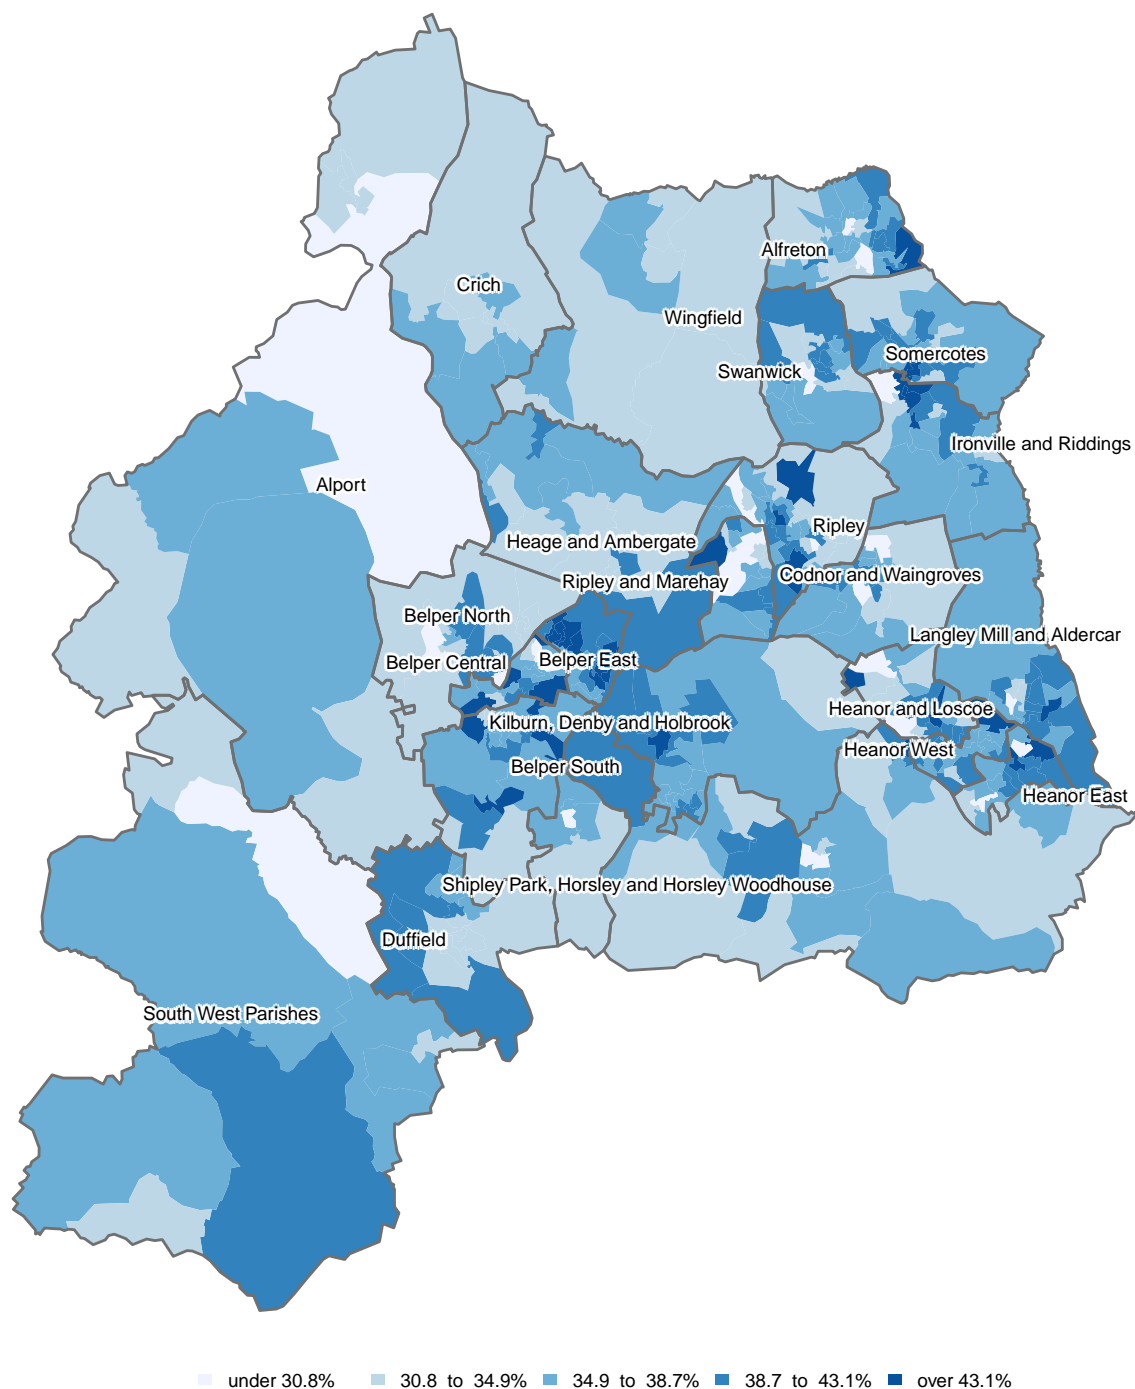 Alfreton
Crich
Wingfield
Somercotes
Swanwick
Ironville and Riddings
Alport
Ripley
Heage and Ambergate
Ripley and Marehay
Codnor and Waingroves
Belper North
Langley Mill and Aldercar
Belper Central
Belper East
Heanor and Loscoe
Kilburn, Denby and Holbrook
Heanor West
Belper South
Heanor East
Shipley Park, Horsley and Horsley Woodhouse
Duffield
South West Parishes
under 30.8% 30.8 to 34.9% 34.9 to 38.7% 38.7 to 43.1% over 43.1%